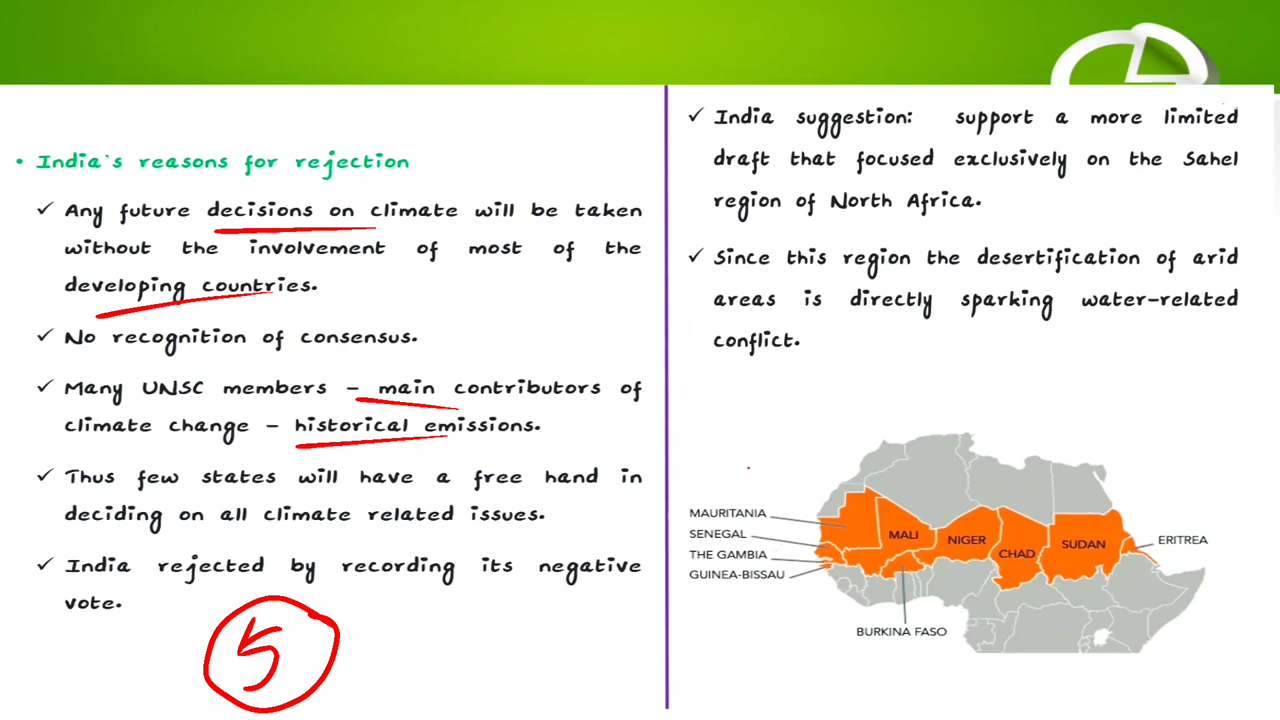 • India's reasons for rejection
✓ Any future decisions on climate will be taken
without the involvement of most of the
developing countries.
✓ No recognition of consensus.
✓ Many UNSC members – main contributors of
climate change – historical emissions.
✓ Thus few states will have a free hand in
deciding on all climate related issues.
✓ India rejected by recording its negative
vote.
5
✓ India suggestion: support a more limited
draft that focused exclusively on the Sahel
region of North Africa.
✓ Since this region the desertification of arid
areas is directly sparking water-related
conflict.
MAURITANIA
SENEGAL
THE GAMBIA
GUINEA-BISSAU
MALI
NIGER
CHAD
SUDAN
ERITREA
BURKINA FASO